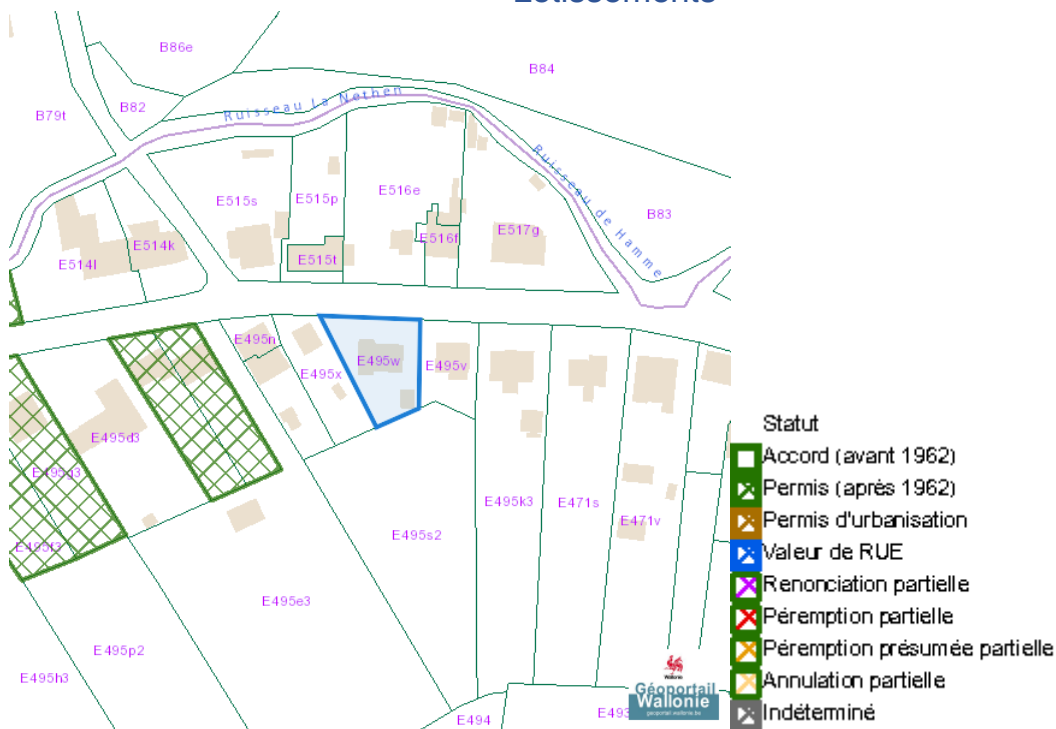 Lotissements
B86e
B84
B79t
B82
Ruisseau La Nothen
Ruisseau de Hamme
B83
E515s
E515p
E516e
E514l
E514k
E515t
E516f
E517g
E495n
E495x
E495w
E495v
E495d3
E495g3
E495f3
E495k3
E471s
E471v
E495s2
E495e3
E495p2
E495h3
E494
E493
Wallonie
Géoportail
Wallonie
geoportail.wallonie.be
Statut
Accord (avant 1962)
Permis (après 1962)
Permis d'urbanisation
Valeur de RUE
Renonciation partielle
Péremption partielle
Péremption présumée partielle
Annulation partielle
Indéterminé